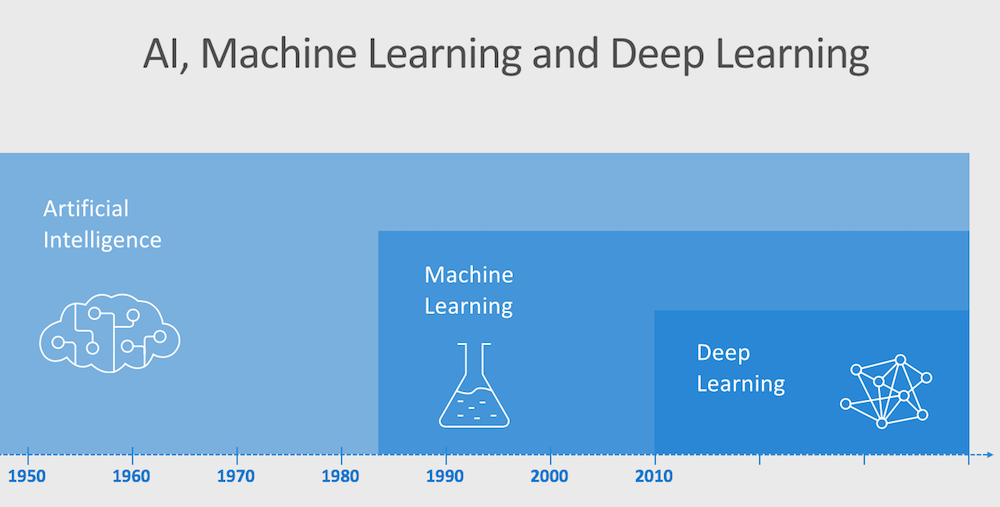 AI, Machine Learning and Deep Learning
Artificial
Intelligence
Machine
Learning
Deep
Learning
1950 1960 1970 1980 1990 2000 2010